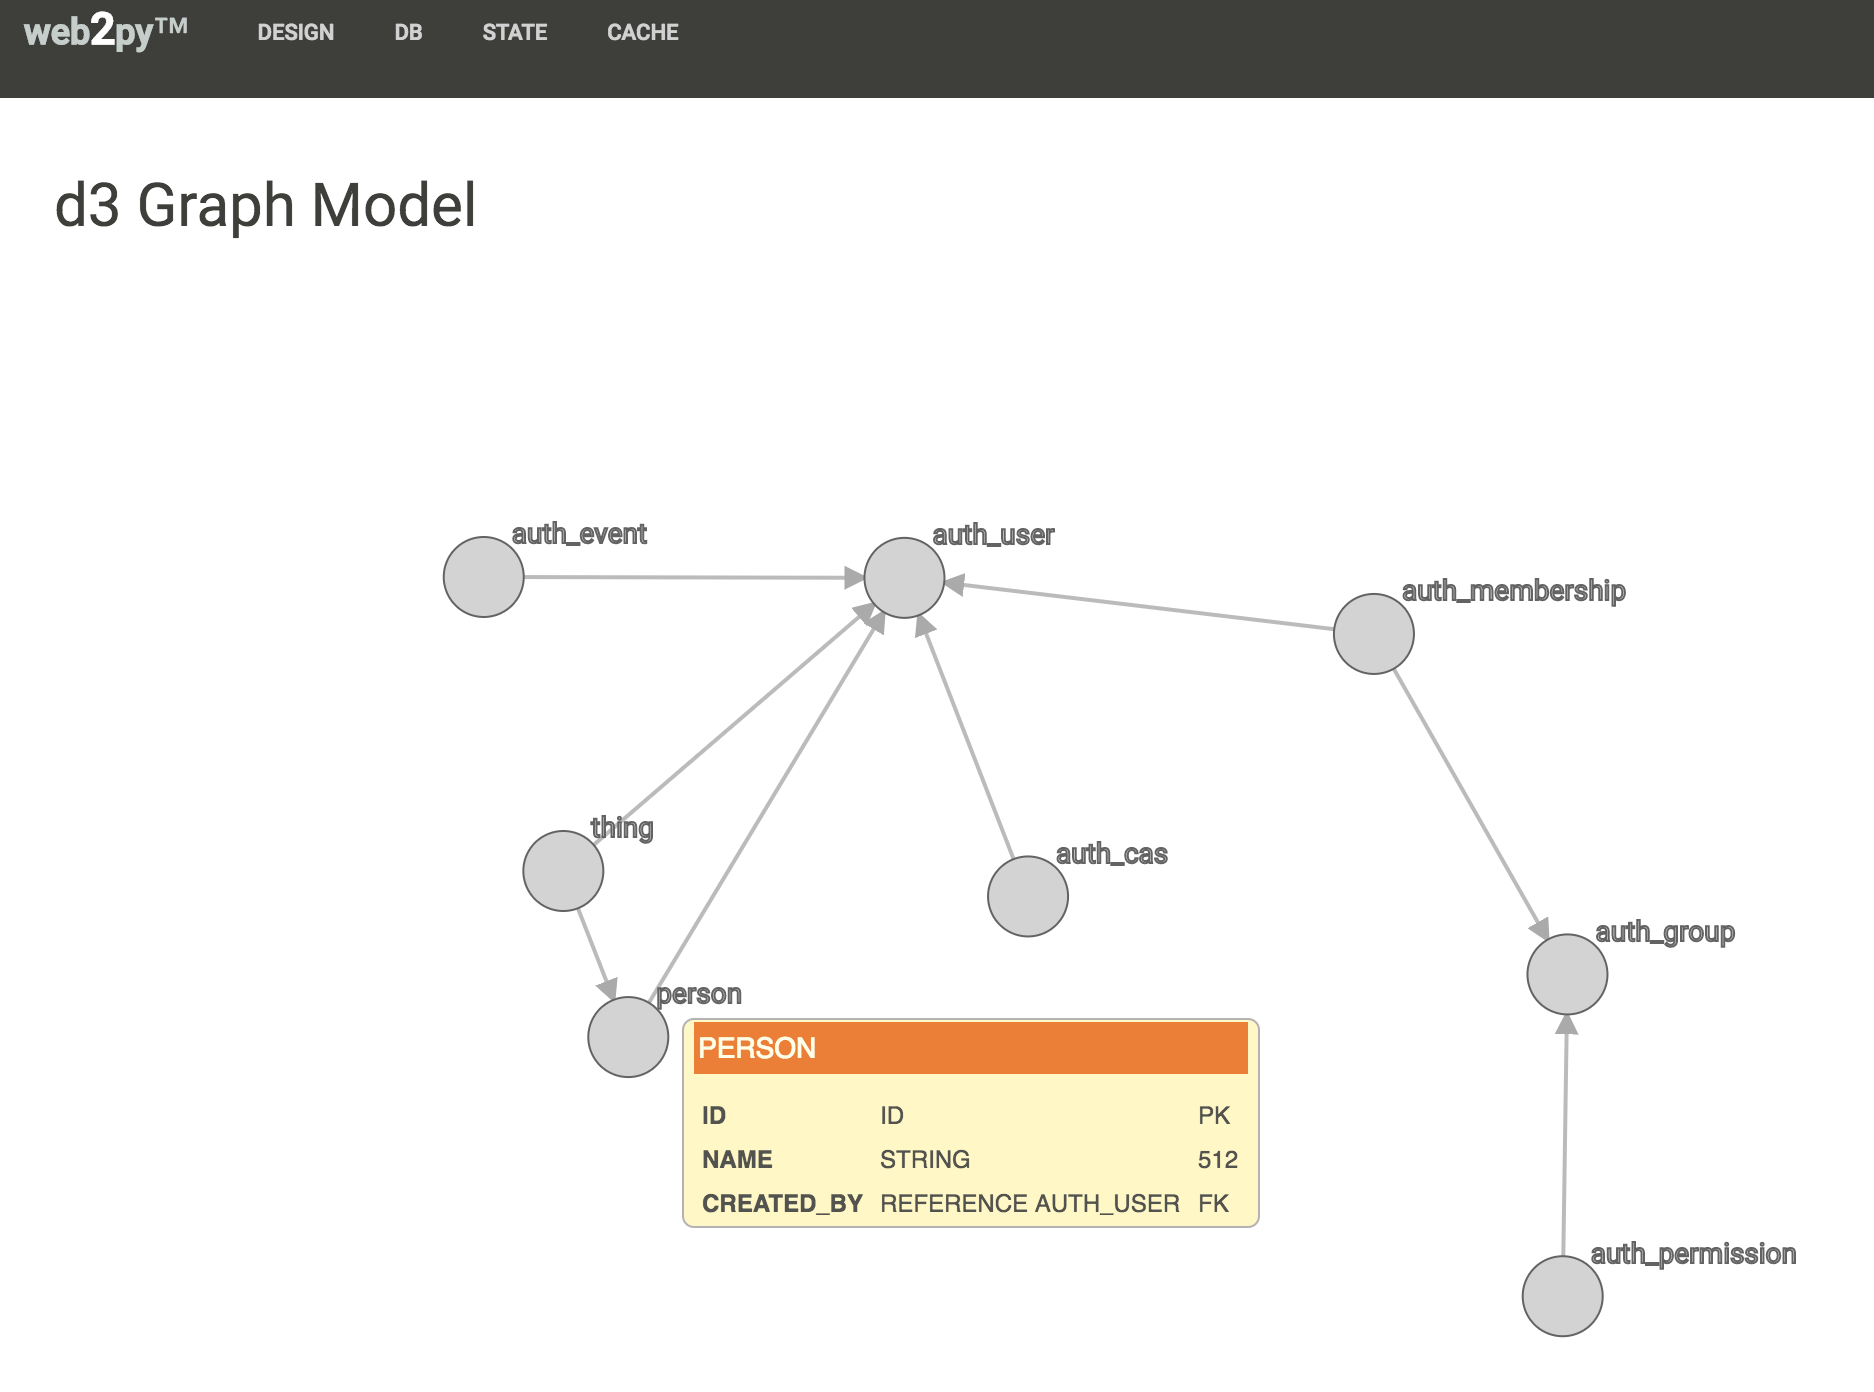 web2py™ DESIGN DB STATE CACHE
d3 Graph Model
auth_event
auth_user
auth_membership
thing
auth_cas
auth_group
person
PERSON
ID ID PK
NAME STRING 512
CREATED_BY REFERENCE AUTH_USER FK
auth_permission